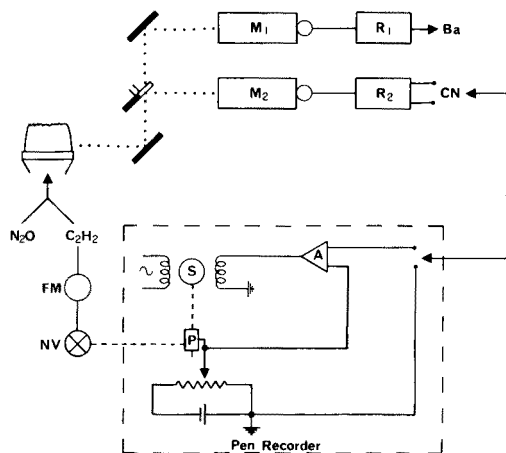 M₁ R₁ Ba
M₂ R₂ CN
N₂O C₂H₂
FM
S A
NV P
Pen Recorder